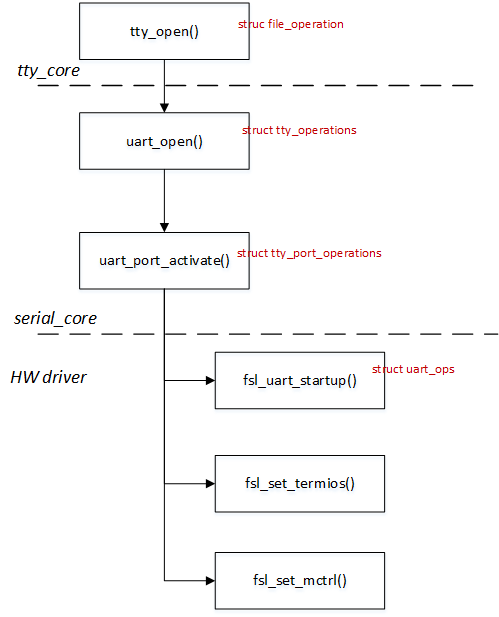 tty_open()
struc file_operation
tty_core
uart_open()
struct tty_operations
uart_port_activate()
struct tty_port_operations
serial_core
HW driver
fsl_uart_startup()
struct uart_ops
fsl_set_termios()
fsl_set_mctrl()